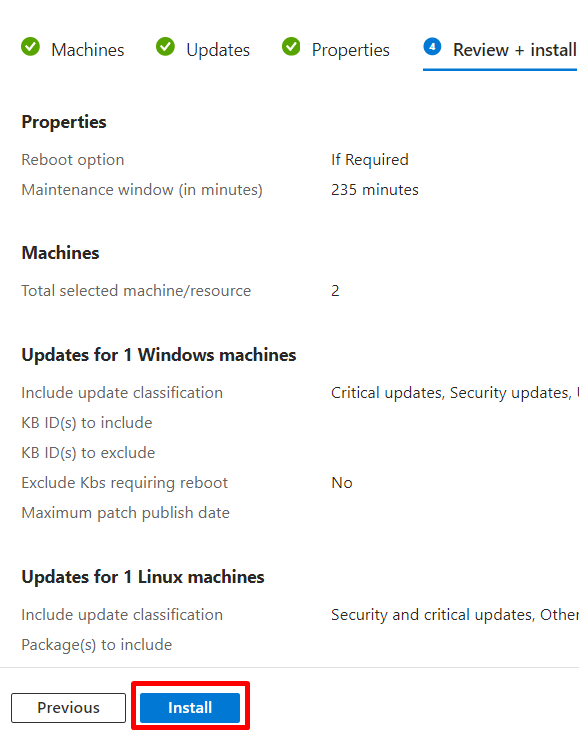 Machines Updates Properties 4 Review + install
Properties
Reboot option If Required
Maintenance window (in minutes) 235 minutes
Machines
Total selected machine/resource 2
Updates for 1 Windows machines
Include update classification Critical updates, Security updates,
KB ID(s) to include
KB ID(s) to exclude
Exclude Kbs requiring reboot No
Maximum patch publish date
Updates for 1 Linux machines
Include update classification Security and critical updates, Other
Package(s) to include
Previous Install